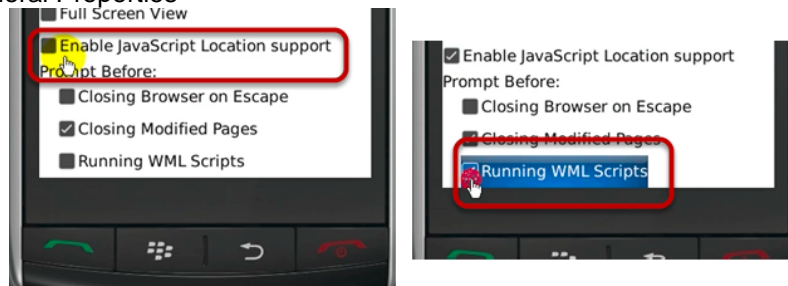 Full Screen View
Enable JavaScript Location support
Prompt Before:
Closing Browser on Escape
Closing Modified Pages
Running WML Scripts
Enable JavaScript Location support
Prompt Before:
Closing Browser on Escape
Closing Modified Pages
Running WML Scripts